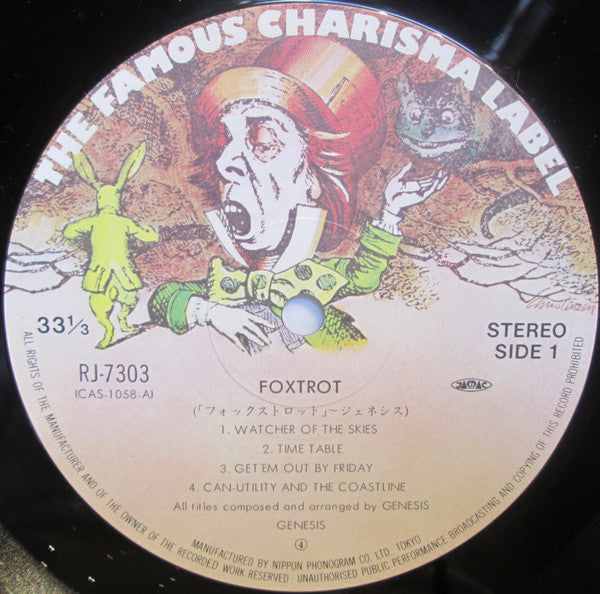 THE FAMOUS CHARISMA LABEL
33 1/3
STEREO
SIDE 1
RJ-7303
(CAS-1058-A)
FOXTROT
(「フォックストロット」~ジェネシス)
1. WATCHER OF THE SKIES
2. TIME TABLE
3. GET'EM OUT BY FRIDAY
4. CAN-UTILITY AND THE COASTLINE
All titles composed and arranged by GENESIS
GENESIS
④
ALL RIGHTS OF THE MANUFACTURER AND OF THE OWNER OF THE RECORDED WORK RESERVED · UNAUTHORISED PUBLIC PERFORMANCE BROADCASTING AND COPYING OF THIS RECORD PROHIBITED
MANUFACTURED BY NIPPON PHONOGRAM CO. LTD. TOKYO